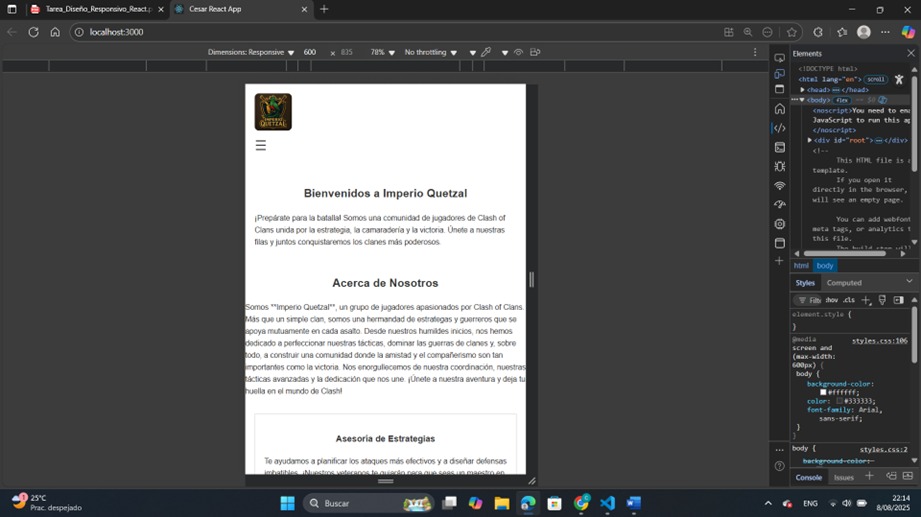 Tarea_Diseño_Responsivo_React.p
Cesar React App
localhost:3000
Dimensions: Responsive
600
×
835
78%
No throttling
IMPERIO
QUETZAL
Bienvenidos a Imperio Quetzal
¡Prepárate para la batalla! Somos una comunidad de jugadores de Clash of
Clans unida por la estrategia, la camaradería y la victoria. Únete a nuestras
filas y juntos conquistaremos los clanes más poderosos.
Acerca de Nosotros
Somos **Imperio Quetzal**, un grupo de jugadores apasionados por Clash of Clans.
Más que un simple clan, somos una hermandad de estrategas y guerreros que se
apoya mutuamente en cada asalto. Desde nuestros humildes inicios, nos hemos
dedicado a perfeccionar nuestras tácticas, dominar las guerras de clanes y, sobre
todo, a construir una comunidad donde la amistad y el compañerismo son tan
importantes como la victoria. Nos enorgullecemos de nuestra coordinación, nuestras
tácticas avanzadas y la dedicación que nos une. ¡Únete a nuestra aventura y deja tu
huella en el mundo de Clash!
Asesoría de Estrategias
Te ayudamos a planificar los ataques más efectivos y a diseñar defensas
imbatibles. ¡Nuestros veteranos te guiarán para que seas un maestro en
Elements
<!DOCTYPE html>
<html lang="en"> scroll
<head> </head>
<body> flex == $0
<noscript>You need to ena
JavaScript to run this ap
</noscript>
<div id="root"> </div>
<!--
This HTML file is a
template.
If you open it
directly in the browser,
will see an empty page.
You can add webfont
meta tags, or analytics t
this file.
html
body
Styles
Computed
Filte
:hov
.cls
element.style {
}
@media
styles.css:106
screen and
(max-width:
600px) {
body {
background-color:
#ffffff;
color: #333333;
font-family: Arial,
sans-serif;
}
}
body {
styles.css:2
background-color:
Console
Issues
25°C
Prac. despejado
Buscar
ENG
22:14
8/08/2025